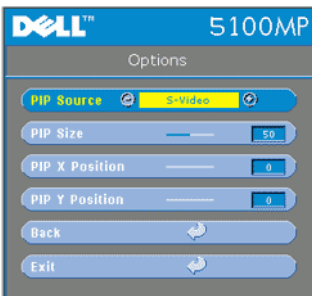 DELL™ 5100MP
Options
PIP Source S-Video
PIP Size 50
PIP X Position 0
PIP Y Position 0
Back
Exit